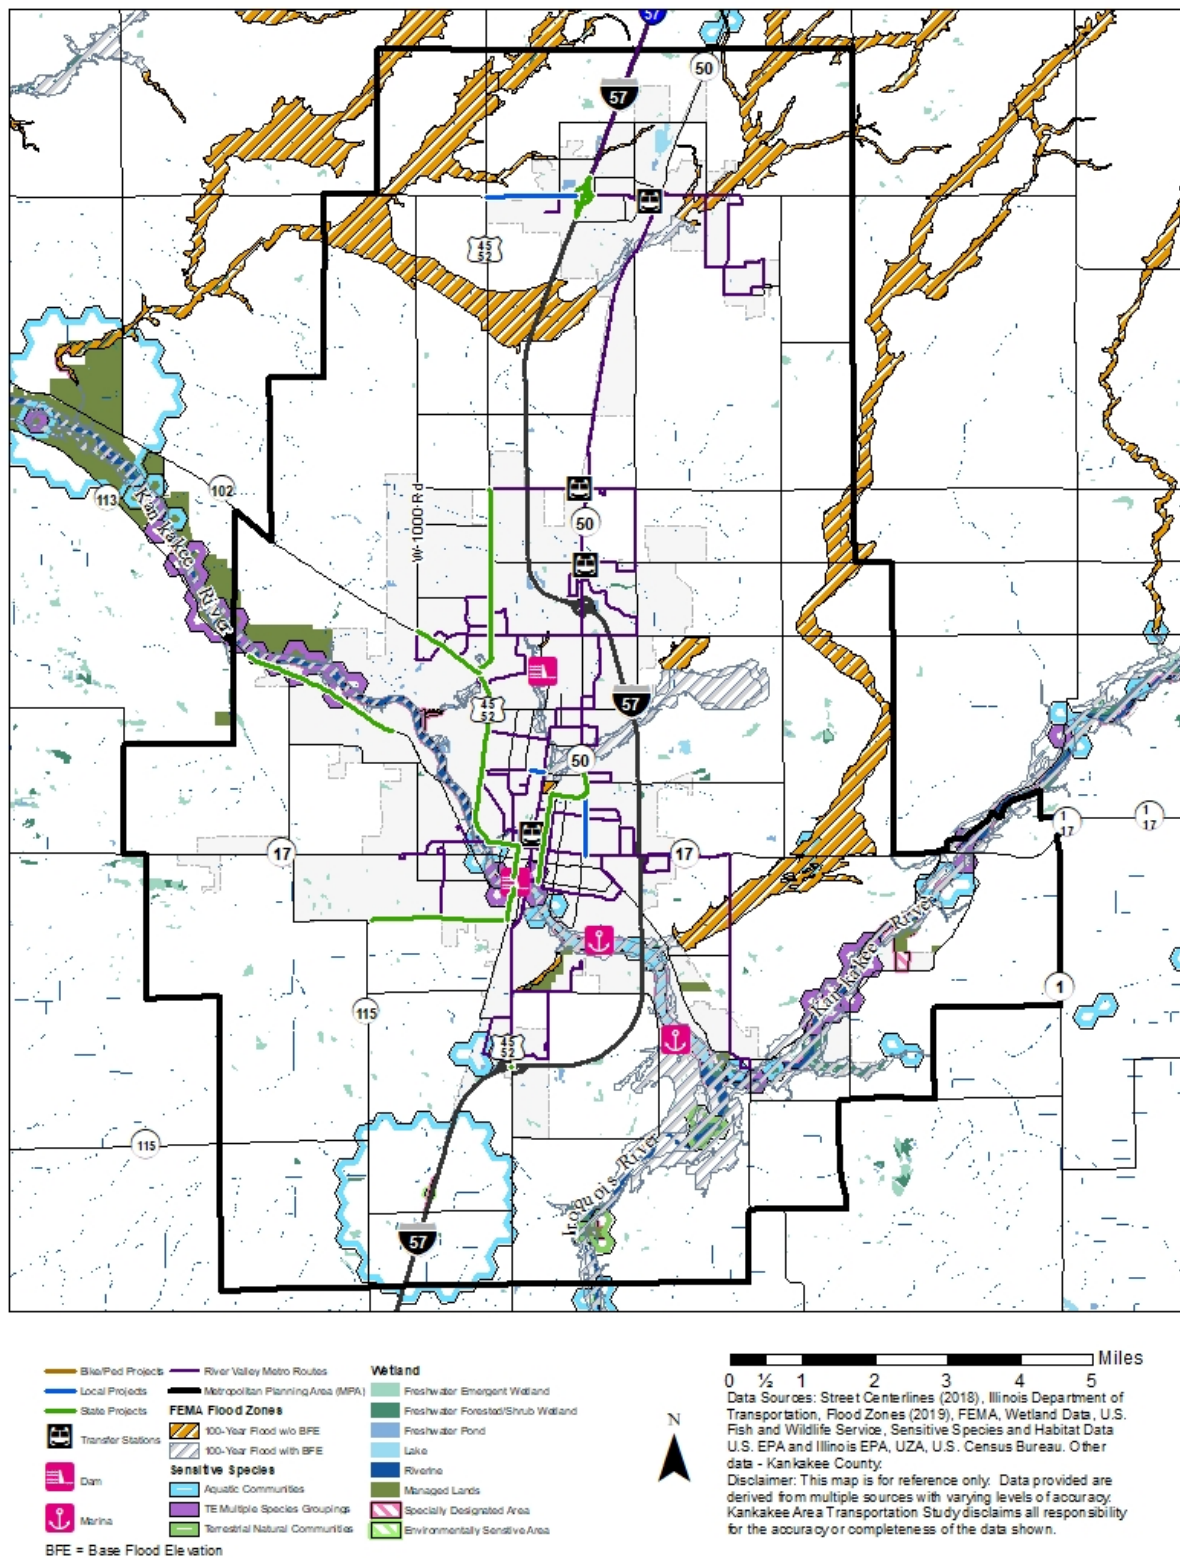 57
50
57
45
52
W 1000 Rd
102
113
50
Kankakee
River
45
52
57
50
17
17
1
17
1
17
Kankakee
River
1
115
45
52
115
Iroquois River
57
Bike/Ped Projects
Local Projects
State Projects
Transfer Stations
Dam
Marina
BFE = Base Flood Elevation
River Valley Metro Routes
Metropolitan Planning Area (MPA)
FEMA Flood Zones
100-Year Flood w/o BFE
100-Year Flood with BFE
Sensitive Species
Aquatic Communities
TE Multiple Species Groupings
Terrestrial Natural Communities
Wetland
Freshwater Emergent Wetland
Freshwater Forested/Shrub Wetland
Freshwater Pond
Lake
Riverine
Managed Lands
Specially Designated Area
Environmentally Senstive Area
N
Miles
0 ½ 1 2 3 4 5
Data Sources: Street Centerlines (2018), Illinois Department of
Transportation, Flood Zones (2019), FEMA, Wetland Data, U.S.
Fish and Wildlife Service, Sensitive Species and Habitat Data
U.S. EPA and Illinois EPA, UZA, U.S. Census Bureau. Other
data - Kankakee County.
Disclaimer: This map is for reference only. Data provided are
derived from multiple sources with varying levels of accuracy.
Kankakee Area Transportation Study disclaims all responsibility
for the accuracy or completeness of the data shown.